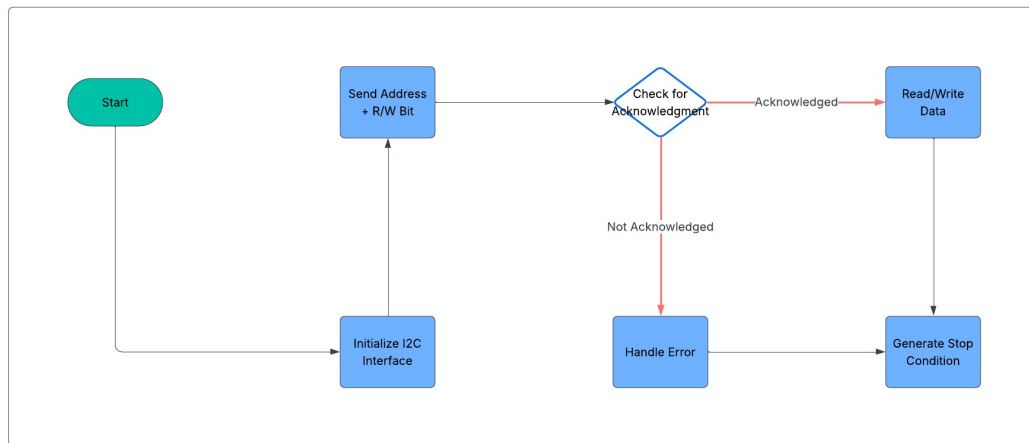 Start
Send Address
+ R/W Bit
Check for
Acknowledgment
Acknowledged
Read/Write
Data
Not Acknowledged
Initialize I2C
Interface
Handle Error
Generate Stop
Condition